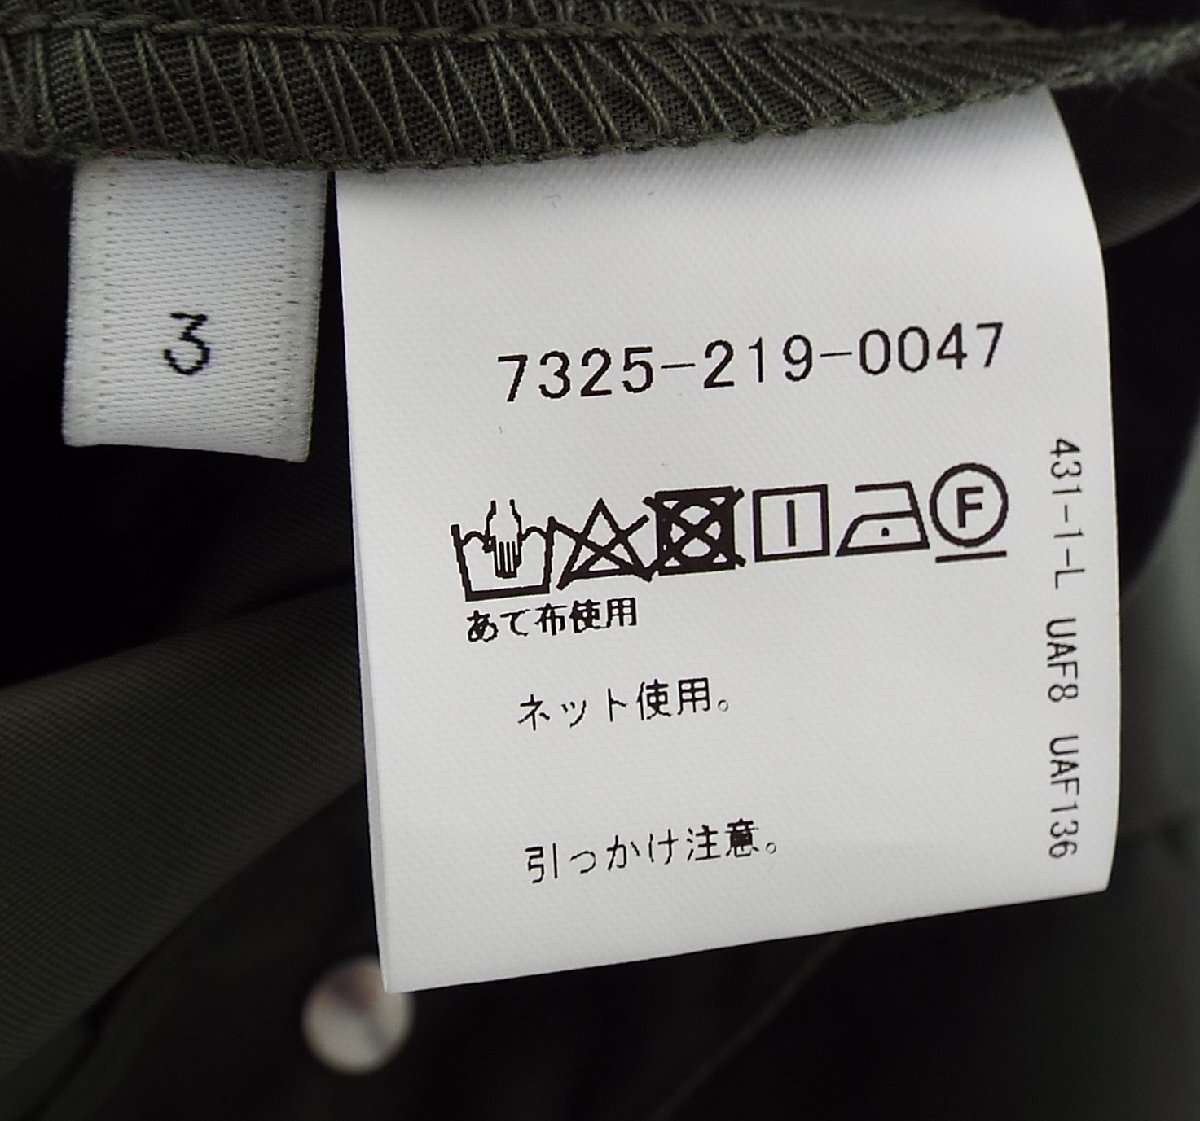 3
7325-219-0047
F
あて布使用
ネット使用。
引っかけ注意。
431-1-L UAF8 UAF136